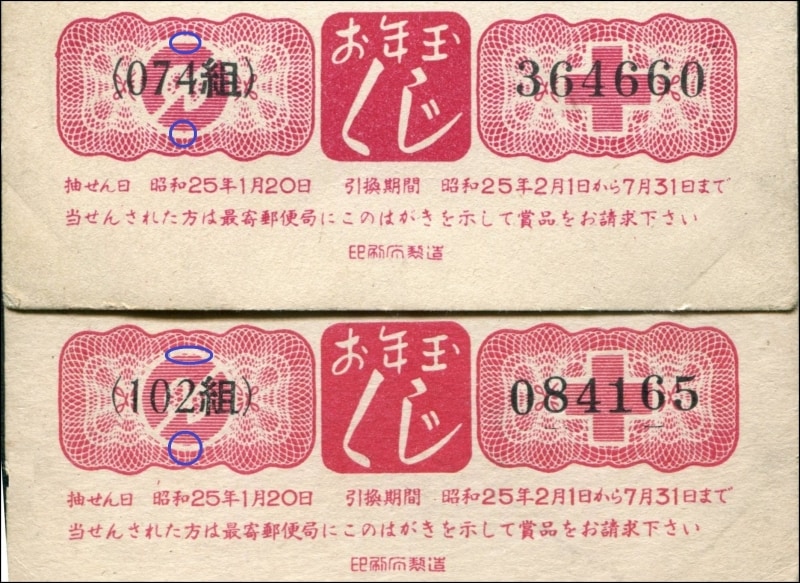 (074組) お年玉 364660
くじ
抽せん日 昭和25年1月20日 引換期間 昭和25年2月1日から7月31日まで
当せんされた方は最寄郵便局にこのはがきを示して賞品をお請求下さい
印刷庁製造
(102組) お年玉 084165
くじ
抽せん日 昭和25年1月20日 引換期間 昭和25年2月1日から7月31日まで
当せんされた方は最寄郵便局にこのはがきを示して賞品をお請求下さい
印刷庁製造